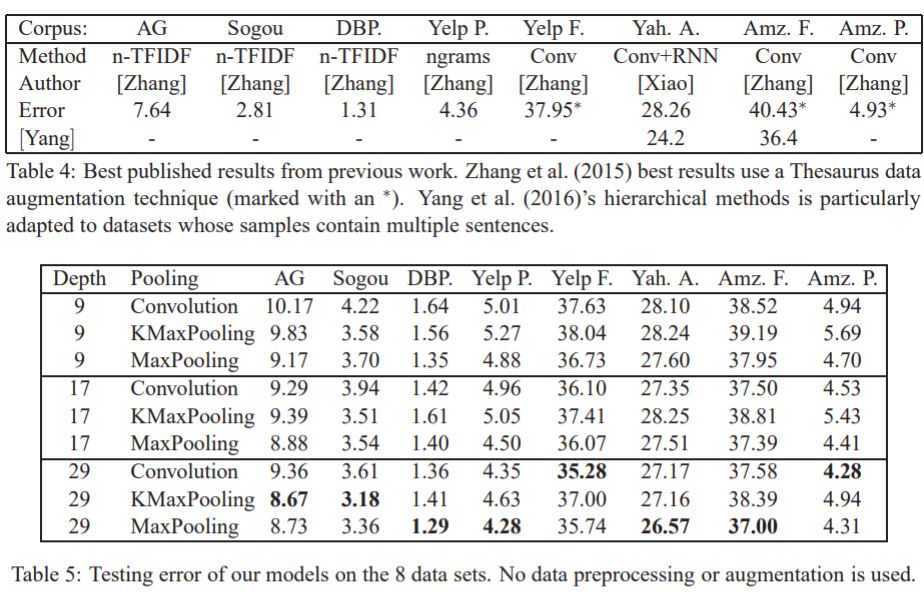 Corpus: AG Sogou DBP. Yelp P. Yelp F. Yah. A. Amz. F. Amz. P.
Method n-TFIDF n-TFIDF n-TFIDF ngrams Conv Conv+RNN Conv Conv
Author [Zhang] [Zhang] [Zhang] [Zhang] [Zhang] [Xiao] [Zhang] [Zhang]
Error 7.64 2.81 1.31 4.36 37.95* 28.26 40.43* 4.93*
[Yang] - - - - - 24.2 36.4 -
Table 4: Best published results from previous work. Zhang et al. (2015) best results use a Thesaurus data
augmentation technique (marked with an *). Yang et al. (2016)'s hierarchical methods is particularly
adapted to datasets whose samples contain multiple sentences.
Depth Pooling AG Sogou DBP. Yelp P. Yelp F. Yah. A. Amz. F. Amz. P.
9 Convolution 10.17 4.22 1.64 5.01 37.63 28.10 38.52 4.94
9 KMaxPooling 9.83 3.58 1.56 5.27 38.04 28.24 39.19 5.69
9 MaxPooling 9.17 3.70 1.35 4.88 36.73 27.60 37.95 4.70
17 Convolution 9.29 3.94 1.42 4.96 36.10 27.35 37.50 4.53
17 KMaxPooling 9.39 3.51 1.61 5.05 37.41 28.25 38.81 5.43
17 MaxPooling 8.88 3.54 1.40 4.50 36.07 27.51 37.39 4.41
29 Convolution 9.36 3.61 1.36 4.35 35.28 27.17 37.58 4.28
29 KMaxPooling 8.67 3.18 1.41 4.63 37.00 27.16 38.39 4.94
29 MaxPooling 8.73 3.36 1.29 4.28 35.74 26.57 37.00 4.31
Table 5: Testing error of our models on the 8 data sets. No data preprocessing or augmentation is used.